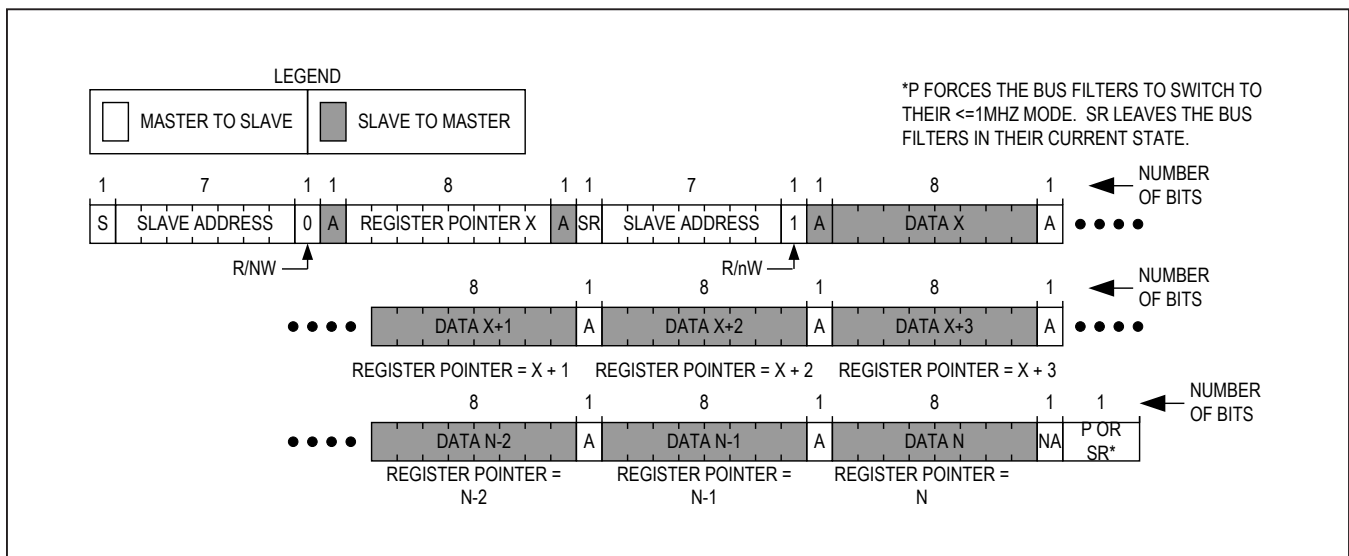 LEGEND
MASTER TO SLAVE SLAVE TO MASTER
*P FORCES THE BUS FILTERS TO SWITCH TO
THEIR <=1MHZ MODE. SR LEAVES THE BUS
FILTERS IN THEIR CURRENT STATE.
1 7 1 1 8 1 1 7 1 1 8 1 NUMBER
OF BITS
S SLAVE ADDRESS 0 A REGISTER POINTER X A SR SLAVE ADDRESS 1 A DATA X A
R/NW R/nW
8 1 8 1 8 1 NUMBER
OF BITS
DATA X+1 A DATA X+2 A DATA X+3 A
REGISTER POINTER = X + 1 REGISTER POINTER = X + 2 REGISTER POINTER = X + 3
8 1 8 1 8 1 1 NUMBER
OF BITS
DATA N-2 A DATA N-1 A DATA N NA P OR
SR*
REGISTER POINTER = REGISTER POINTER = REGISTER POINTER =
N-2 N-1 N